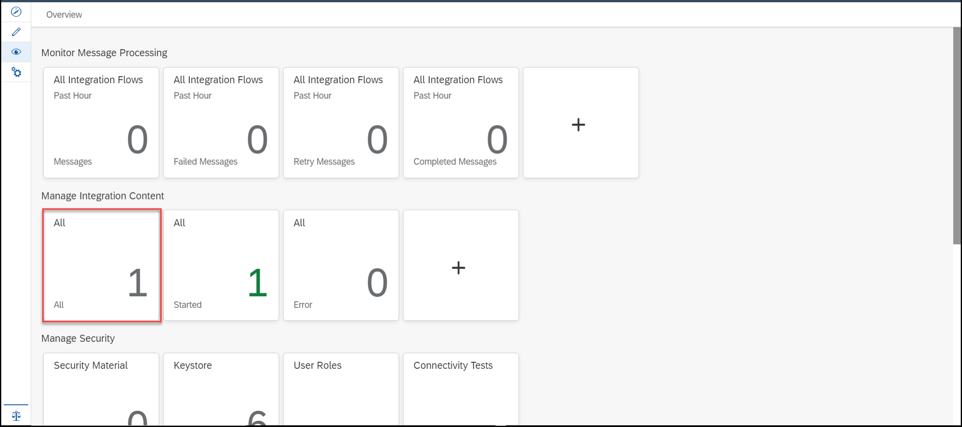 Overview
Monitor Message Processing
All Integration Flows
Past Hour
0
Messages
All Integration Flows
Past Hour
0
Failed Messages
All Integration Flows
Past Hour
0
Retry Messages
All Integration Flows
Past Hour
0
Completed Messages
+
Manage Integration Content
All
1
All
All
1
Started
All
0
Error
+
Manage Security
Security Material
0
Keystore
6
User Roles
Connectivity Tests